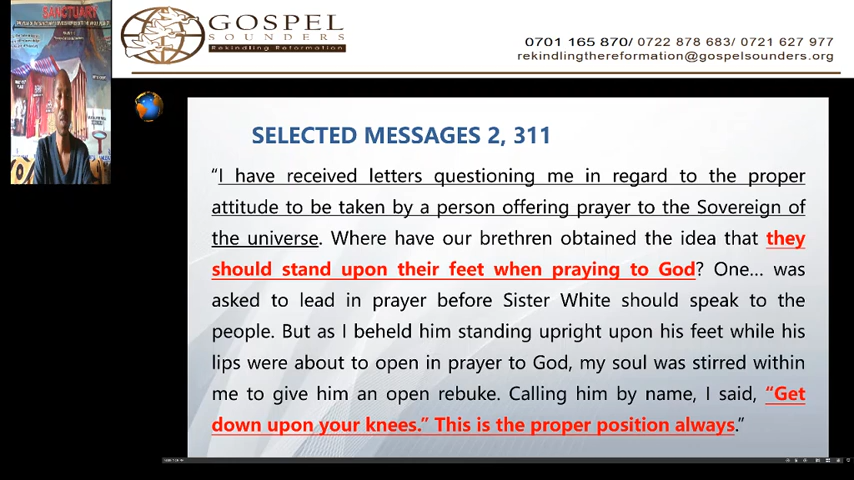 SANCTUARY
GOSPEL
SOUNDERS
Rekindling Reformation
0701 165 870/ 0722 878 683/ 0721 627 977
rekindlingthereformation@gospelsounders.org
SELECTED MESSAGES 2, 311
“I have received letters questioning me in regard to the proper
attitude to be taken by a person offering prayer to the Sovereign of
the universe. Where have our brethren obtained the idea that they
should stand upon their feet when praying to God? One... was
asked to lead in prayer before Sister White should speak to the
people. But as I beheld him standing upright upon his feet while his
lips were about to open in prayer to God, my soul was stirred within
me to give him an open rebuke. Calling him by name, I said, “Get
down upon your knees.” This is the proper position always.”